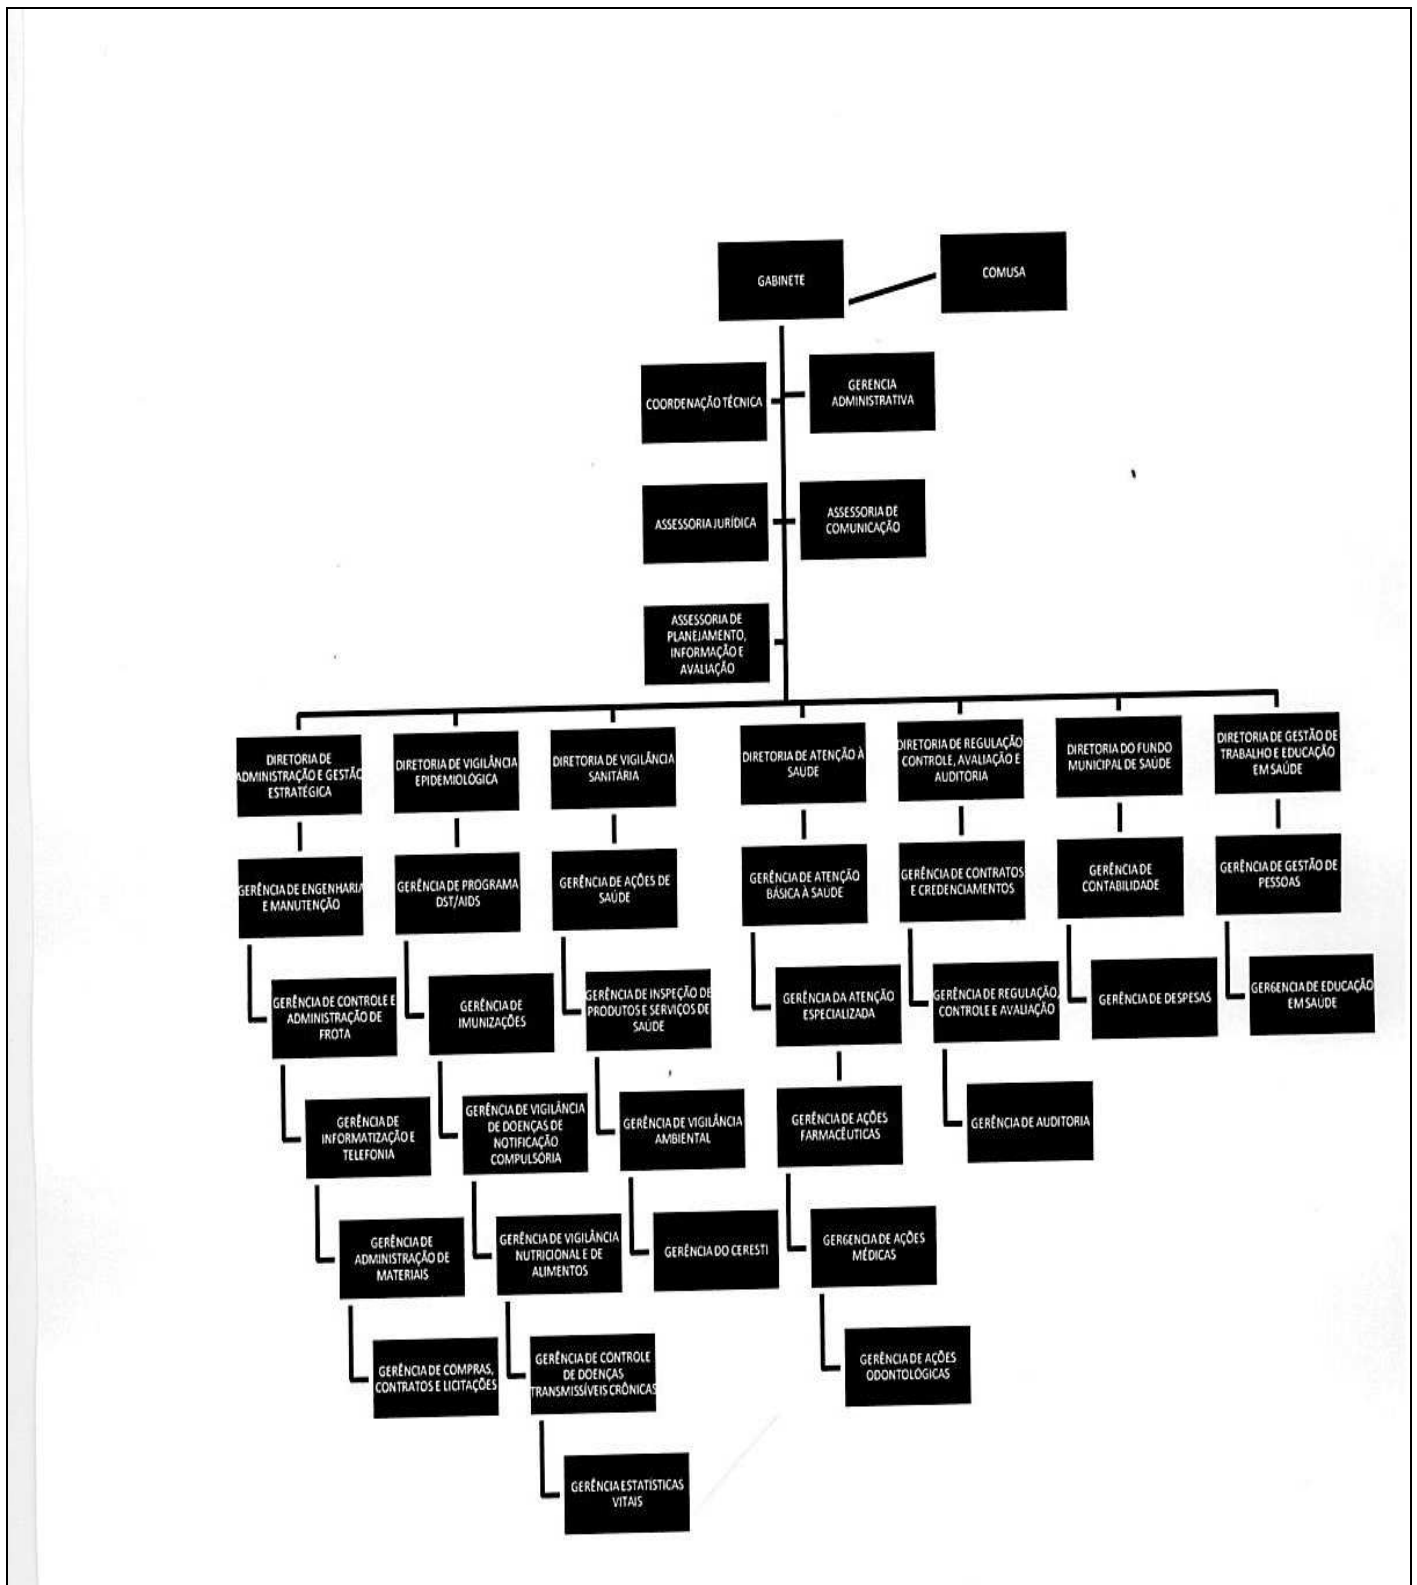 GABINETE
COMUSA
COORDENAÇÃO TÉCNICA
GERENCIA
ADMINISTRATIVA
ASSESSORIA JURÍDICA
ASSESSORIA DE
COMUNICAÇÃO
ASSESSORIA DE
PLANEJAMENTO,
INFORMAÇÃO E
AVALIAÇÃO
DIRETORIA DE
ADMINISTRAÇÃO E GESTÃO
ESTRATÉGICA
DIRETORIA DE VIGILÂNCIA
EPIDEMIOLÓGICA
DIRETORIA DE VIGILÂNCIA
SANITÁRIA
DIRETORIA DE ATENÇÃO À
SAÚDE
DIRETORIA DE REGULAÇÃO
CONTROLE, AVALIAÇÃO E
AUDITORIA
DIRETORIA DO FUNDO
MUNICIPAL DE SAÚDE
DIRETORIA DE GESTÃO DE
TRABALHO E EDUCAÇÃO
EM SAÚDE
GERÊNCIA DE ENGENHARIA
E MANUTENÇÃO
GERÊNCIA DE PROGRAMA
DST/AIDS
GERÊNCIA DE AÇÕES DE
SAÚDE
GERÊNCIA DE ATENÇÃO
BÁSICA À SAÚDE
GERÊNCIA DE CONTRATOS
E CREDENCIAMENTOS
GERÊNCIA DE
CONTABILIDADE
GERÊNCIA DE GESTÃO DE
PESSOAS
GERÊNCIA DE CONTROLE E
ADMINISTRAÇÃO DE
FROTA
GERÊNCIA DE
IMUNIZAÇÕES
GERÊNCIA DE INSPEÇÃO DE
PRODUTOS E SERVIÇOS DE
SAÚDE
GERÊNCIA DA ATENÇÃO
ESPECIALIZADA
GERÊNCIA DE REGULAÇÃO,
CONTROLE E AVALIAÇÃO
GERÊNCIA DE DESPESAS
GERGENCIA DE EDUCAÇÃO
EM SAÚDE
GERÊNCIA DE
INFORMATIZAÇÃO E
TELEFONIA
GERÊNCIA DE VIGILÂNCIA
DE DOENÇAS DE
NOTIFICAÇÃO
COMPULSÓRIA
GERÊNCIA DE VIGILÂNCIA
AMBIENTAL
GERÊNCIA DE AÇÕES
FARMACÊUTICAS
GERÊNCIA DE AUDITORIA
GERÊNCIA DE
ADMINISTRAÇÃO DE
MATERIAIS
GERÊNCIA DE VIGILÂNCIA
NUTRICIONAL E DE
ALIMENTOS
GERÊNCIA DO CERESTI
GERGENCIA DE AÇÕES
MÉDICAS
GERÊNCIA DE COMPRAS,
CONTRATOS E LICITAÇÕES
GERÊNCIA DE CONTROLE
DE DOENÇAS
TRANSMISSÍVEIS CRÔNICAS
GERÊNCIA DE AÇÕES
ODONTOLÓGICAS
GERÊNCIA ESTATÍSTICAS
VITAIS